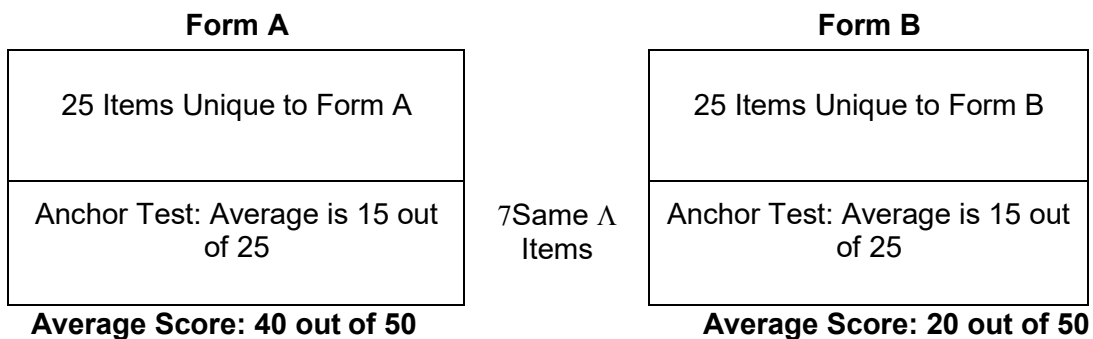 Form A
Form B
25 Items Unique to Form A
25 Items Unique to Form B
Anchor Test: Average is 15 out
of 25
7Same Λ
Items
Anchor Test: Average is 15 out
of 25
Average Score: 40 out of 50
Average Score: 20 out of 50